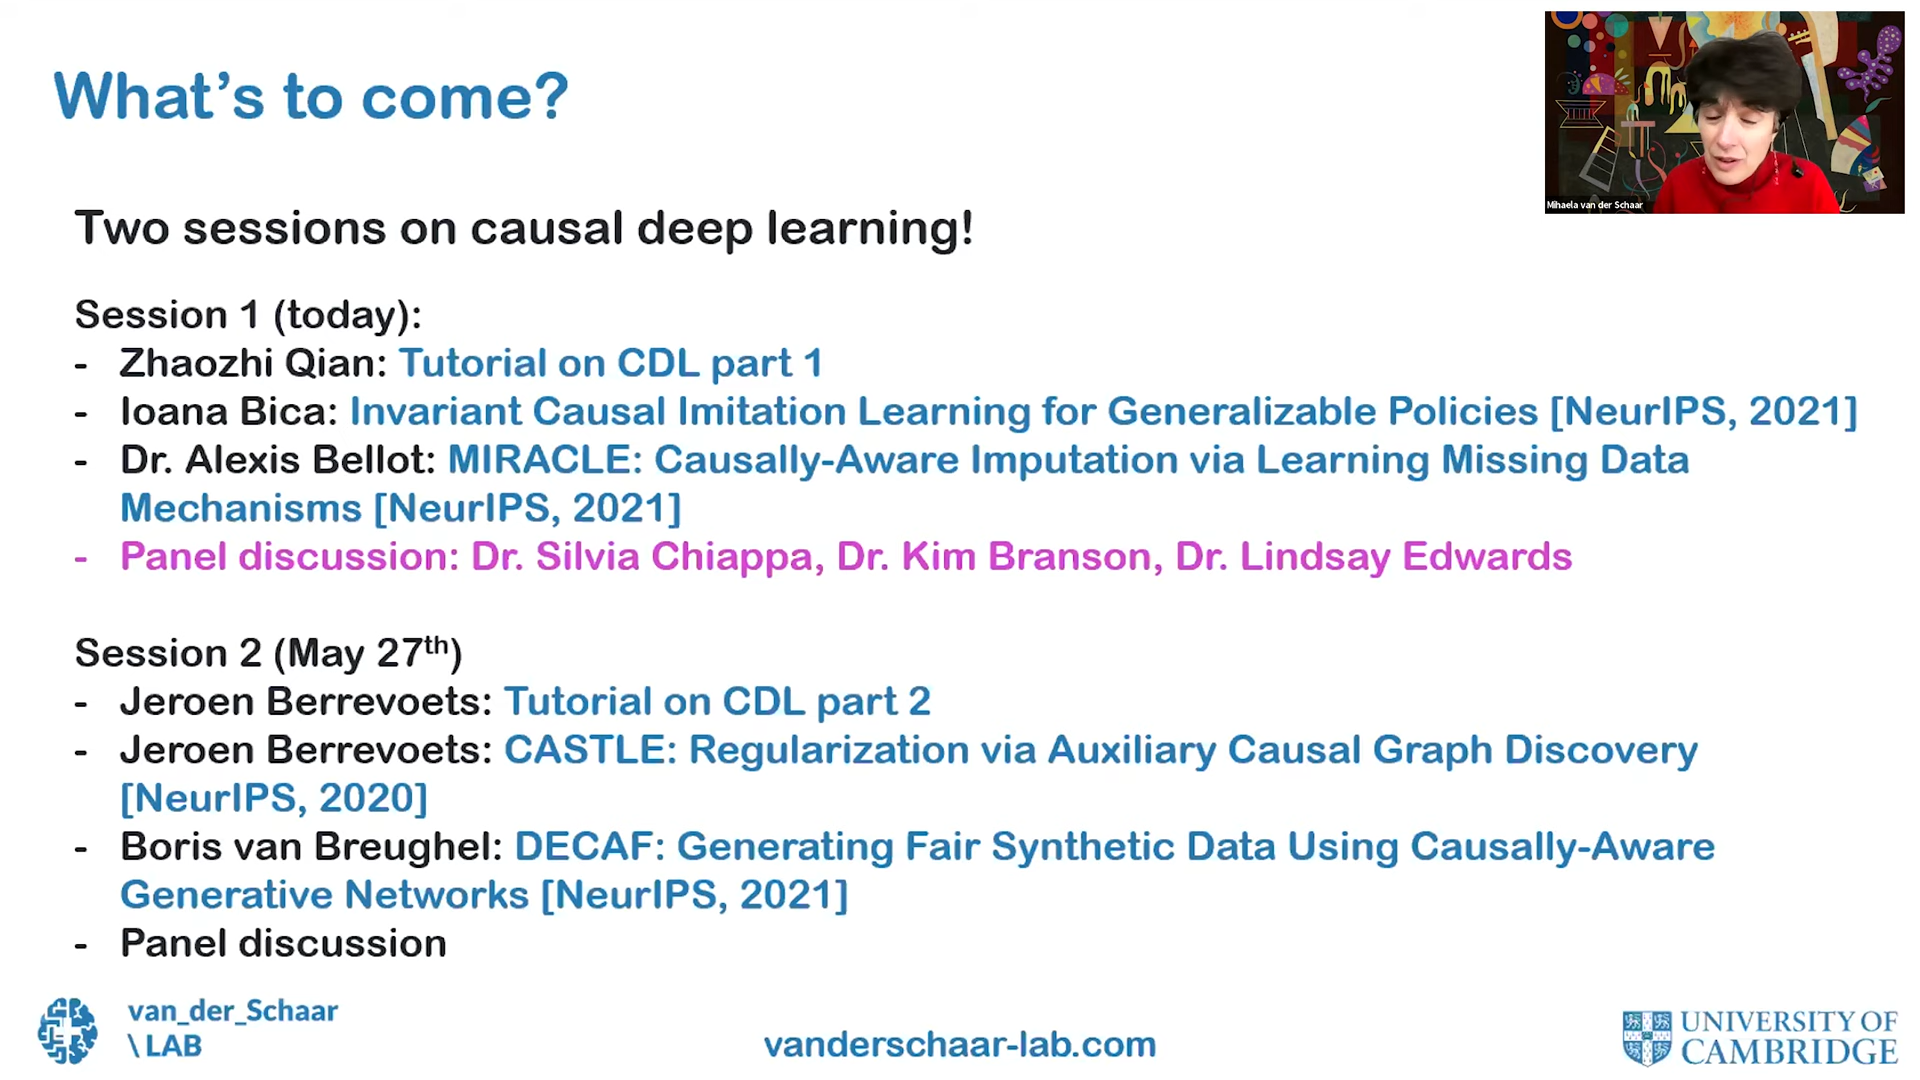 What's to come?
Mihaela van der Schaar
Two sessions on causal deep learning!
Session 1 (today):
- Zhaozhi Qian: Tutorial on CDL part 1
- Ioana Bica: Invariant Causal Imitation Learning for Generalizable Policies [NeurIPS, 2021]
- Dr. Alexis Bellot: MIRACLE: Causally-Aware Imputation via Learning Missing Data
Mechanisms [NeurIPS, 2021]
- Panel discussion: Dr. Silvia Chiappa, Dr. Kim Branson, Dr. Lindsay Edwards
Session 2 (May 27th)
- Jeroen Berrevoets: Tutorial on CDL part 2
- Jeroen Berrevoets: CASTLE: Regularization via Auxiliary Causal Graph Discovery
[NeurIPS, 2020]
- Boris van Breughel: DECAF: Generating Fair Synthetic Data Using Causally-Aware
Generative Networks [NeurIPS, 2021]
- Panel discussion
van_der_Schaar
\ LAB
vanderschaar-lab.com
UNIVERSITY OF
CAMBRIDGE